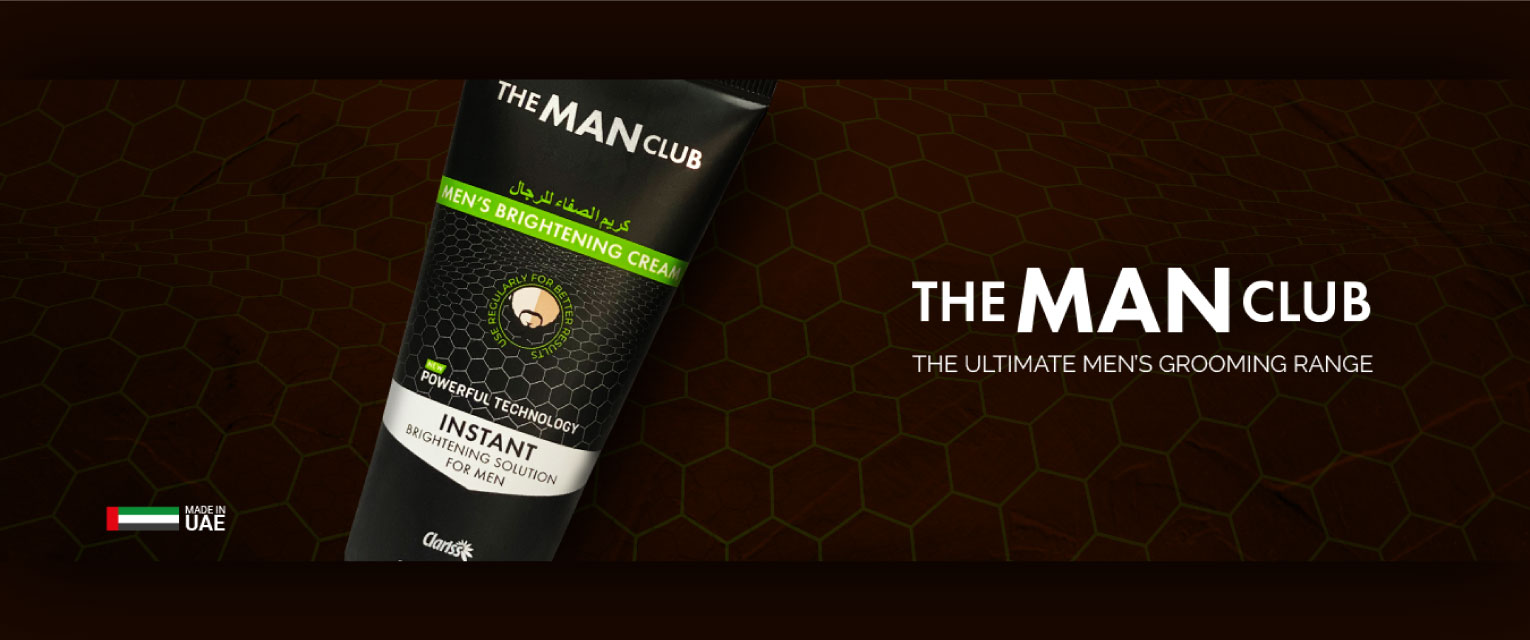 THE MAN CLUB
كريم الصفاء للرجال
MEN'S BRIGHTENING CREAM
USE REGULARLY FOR BETTER RESULTS
NEW
POWERFUL TECHNOLOGY
INSTANT
BRIGHTENING SOLUTION
FOR MEN
Clariss
THE MAN CLUB
THE ULTIMATE MEN'S GROOMING RANGE
MADE IN
UAE